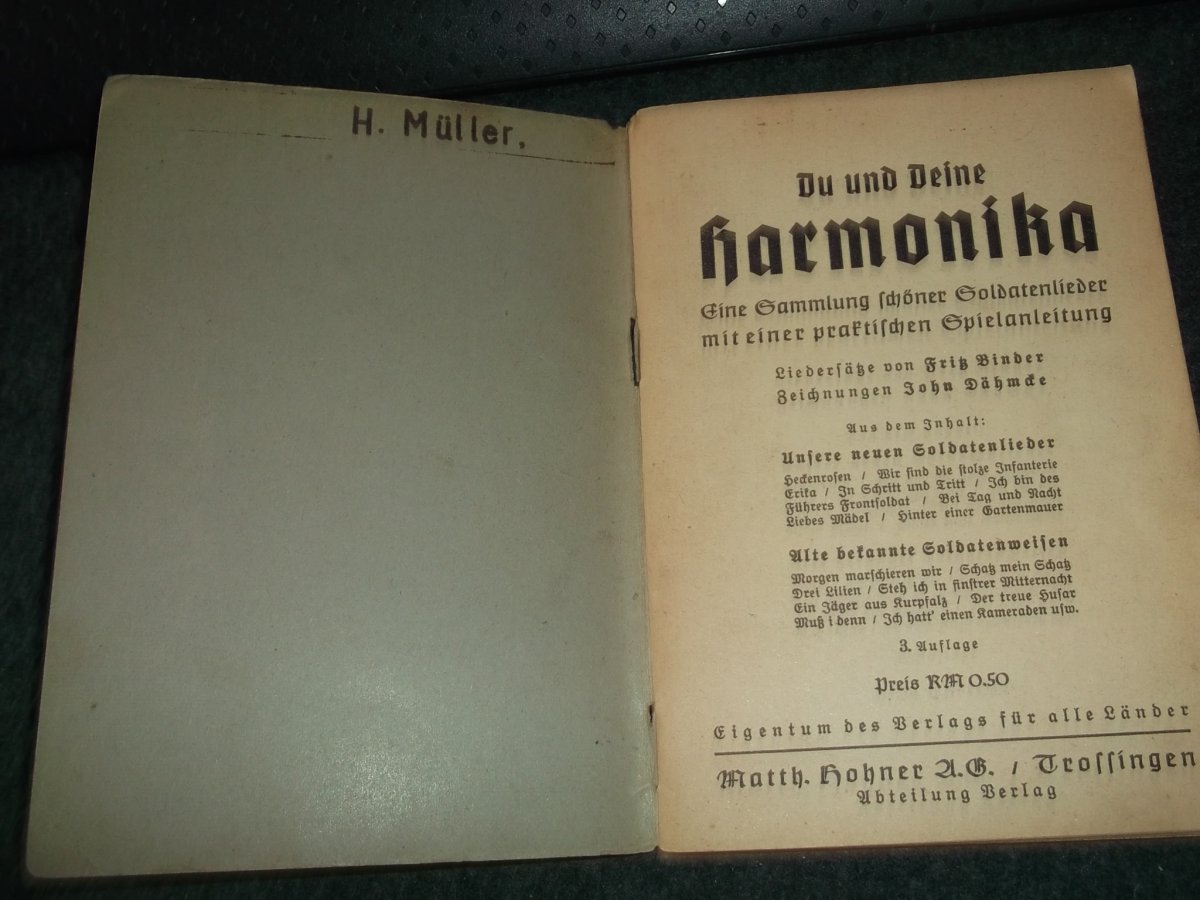 H. Müller,
Du und Deine
Harmonika
Eine Sammlung schöner Soldatenlieder
mit einer praktischen Spielanleitung
Liedersätze von Fritz Binder
Zeichnungen John Dähmcke
Aus dem Inhalt:
Unsere neuen Soldatenlieder
Heckenrosen / Wir sind die stolze Infanterie
Erika / In Schritt und Tritt / Ich bin des
Führers Frontsoldat / Bei Tag und Nacht
Liebes Mädel / Hinter einer Gartenmauer
Alte bekannte Soldatenweisen
Morgen marschieren wir / Schatz mein Schatz
Drei Lilien / Steh ich in finstrer Mitternacht
Ein Jäger aus Kurpfalz / Der treue Husar
Muß i denn / Ich hatt' einen Kameraden usw.
3. Auflage
Preis RM 0.50
Eigentum des Verlags für alle Länder
Matth. Hohner A.G. / Trossingen
Abteilung Verlag